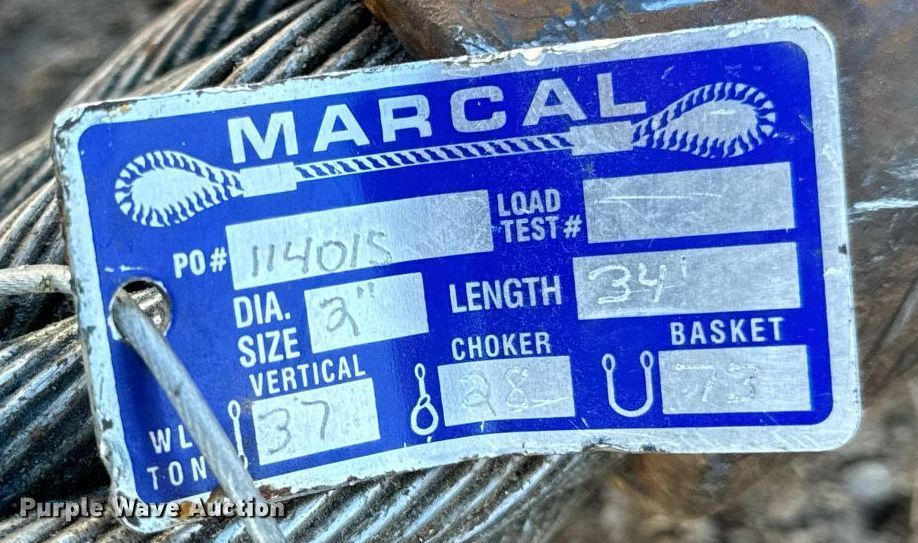 MARCAL
PO# 114015
LOAD TEST#
DIA. SIZE 2"
LENGTH 34'
VERTICAL
CHOKER
BASKET
WL
TON
37
28
73
Purple Wave Auction